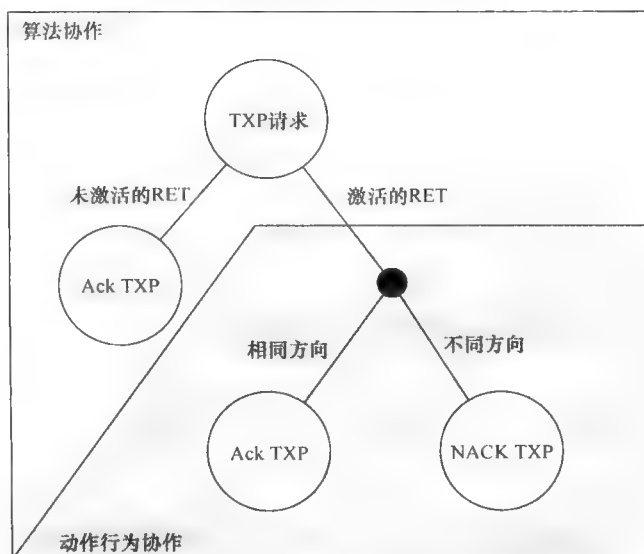 算法协作
TXP请求
未激活的RET
激活的RET
Ack TXP
相同方向
不同方向
Ack TXP
NACK TXP
动作行为协作